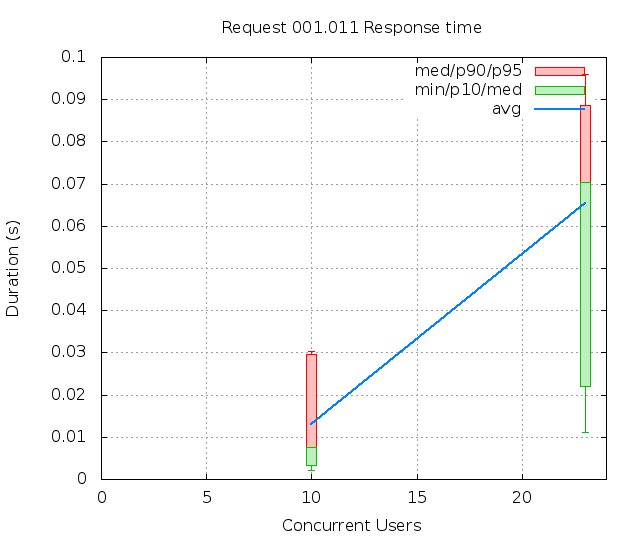 Request 001.011 Response time
0.1
0.09
0.08
0.07
0.06
0.05
0.04
0.03
0.02
0.01
0
med/p90/p95
min/p10/med
avg
Duration (s)
0 5 10 15 20
Concurrent Users